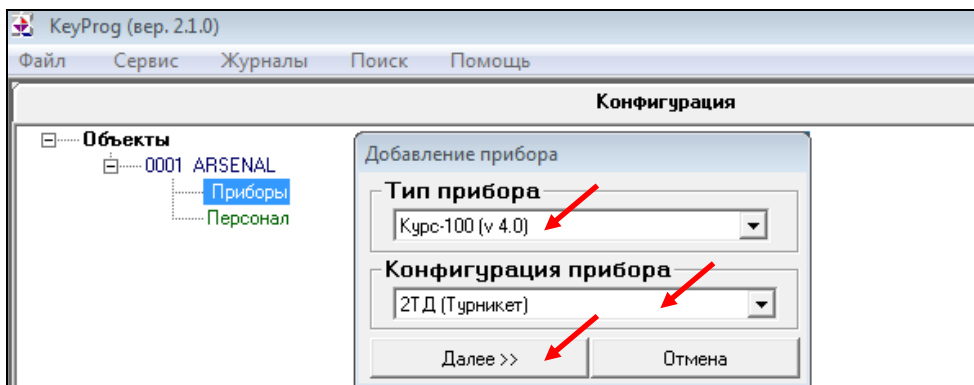 KeyProg (вер. 2.1.0)
Файл Сервис Журналы Поиск Помощь
Конфигурация
Объекты
0001 ARSENAL
Приборы
Персонал
Добавление прибора
Тип прибора
Курс-100 (v 4.0)
Конфигурация прибора
2ТД (Турникет)
Далее >> Отмена